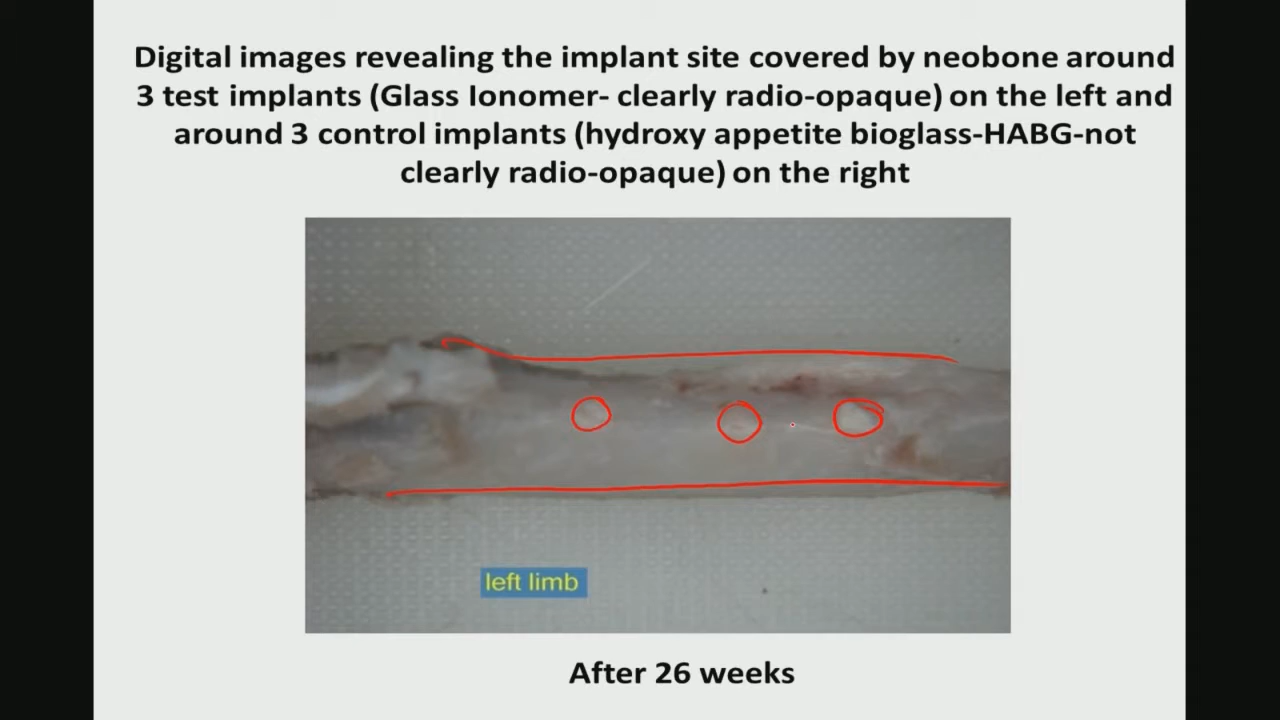 Digital images revealing the implant site covered by neobone around
3 test implants (Glass Ionomer- clearly radio-opaque) on the left and
around 3 control implants (hydroxy appetite bioglass-HABG-not
clearly radio-opaque) on the right
left limb
After 26 weeks